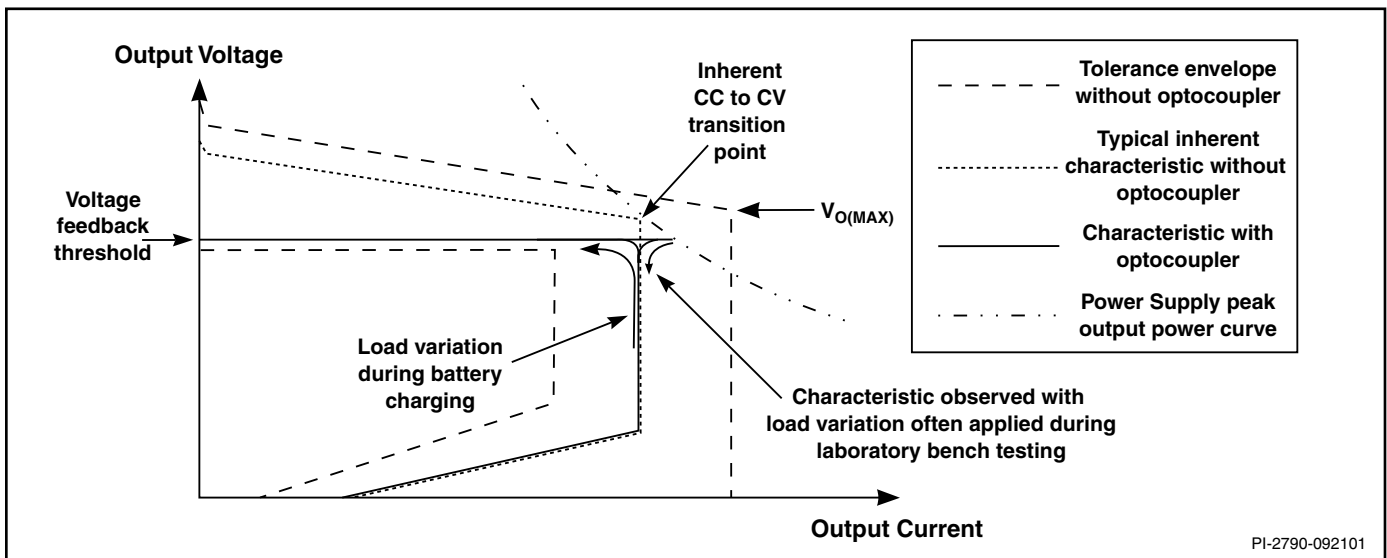 Output Voltage
Inherent
CC to CV
transition
point
Tolerance envelope
without optocoupler
Typical inherent
characteristic without
optocoupler
Characteristic with
optocoupler
Power Supply peak
output power curve
Voltage
feedback
threshold
VO(MAX)
Load variation
during battery
charging
Characteristic observed with
load variation often applied during
laboratory bench testing
Output Current
PI-2790-092101